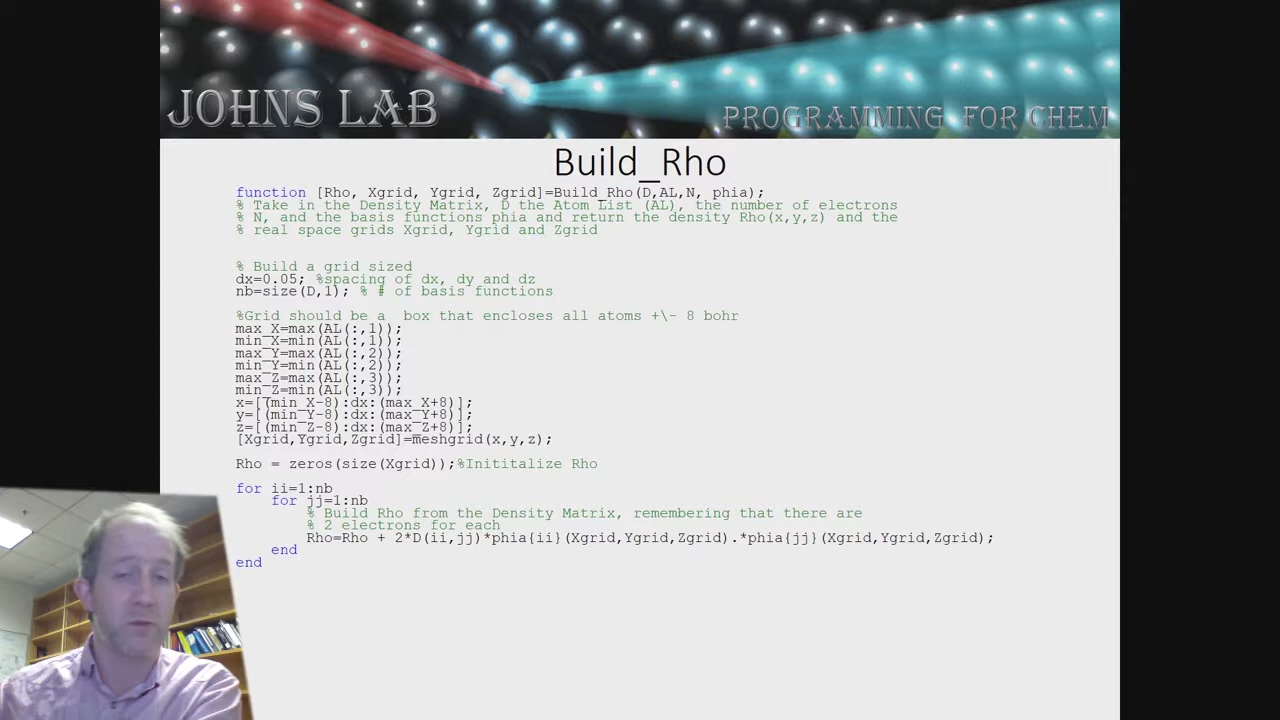 JOHNS LAB
PROGRAMMING FOR CHEM
Build_Rho
function [Rho, Xgrid, Ygrid, Zgrid]=Build_Rho(D,AL,N, phia);
% Take in the Density Matrix, D the Atom List (AL), the number of electrons
% N, and the basis functions phia and return the density Rho(x,y,z) and the
% real space grids Xgrid, Ygrid and Zgrid
% Build a grid sized
dx=0.05; %spacing of dx, dy and dz
nb=size(D,1); % # of basis functions
%Grid should be a  box that encloses all atoms +\- 8 bohr
max_X=max(AL(:,1));
min_X=min(AL(:,1));
max_Y=max(AL(:,2));
min_Y=min(AL(:,2));
max_Z=max(AL(:,3));
min_Z=min(AL(:,3));
x=[(min_X-8):dx:(max_X+8)];
y=[(min_Y-8):dx:(max_Y+8)];
z=[(min_Z-8):dx:(max_Z+8)];
[Xgrid,Ygrid,Zgrid]=meshgrid(x,y,z);
Rho = zeros(size(Xgrid));%Inititalize Rho
for ii=1:nb
for jj=1:nb
% Build Rho from the Density Matrix, remembering that there are
% 2 electrons for each
Rho=Rho + 2*D(ii,jj)*phia{ii}(Xgrid,Ygrid,Zgrid).*phia{jj}(Xgrid,Ygrid,Zgrid);
end
end